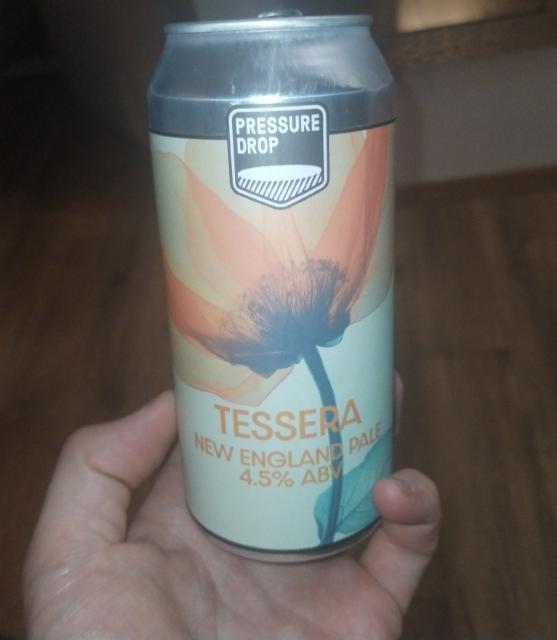 PRESSURE
DROP
TESSERA
NEW ENGLAND PALE
4.5% ABV